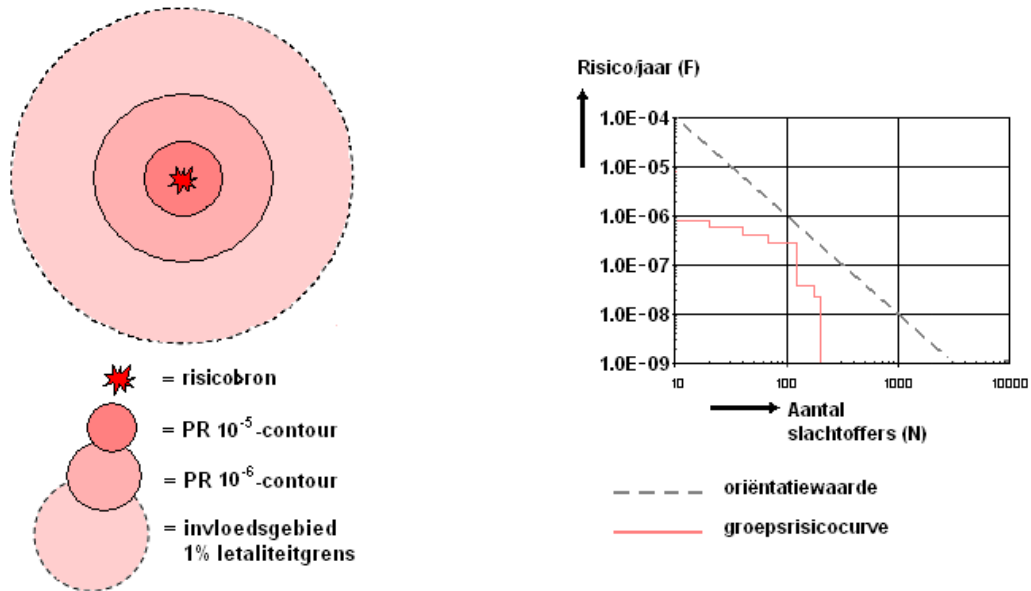 = risicobron
= PR 10⁻⁵-contour
= PR 10⁻⁶-contour
= invloedsgebied
1% letaliteitgrens
Risico/jaar (F)
1.0E-04
1.0E-05
1.0E-06
1.0E-07
1.0E-08
1.0E-09
10
100
1000
10000
Aantal
slachtoffers (N)
oriëntatiewaarde
groepsrisicocurve